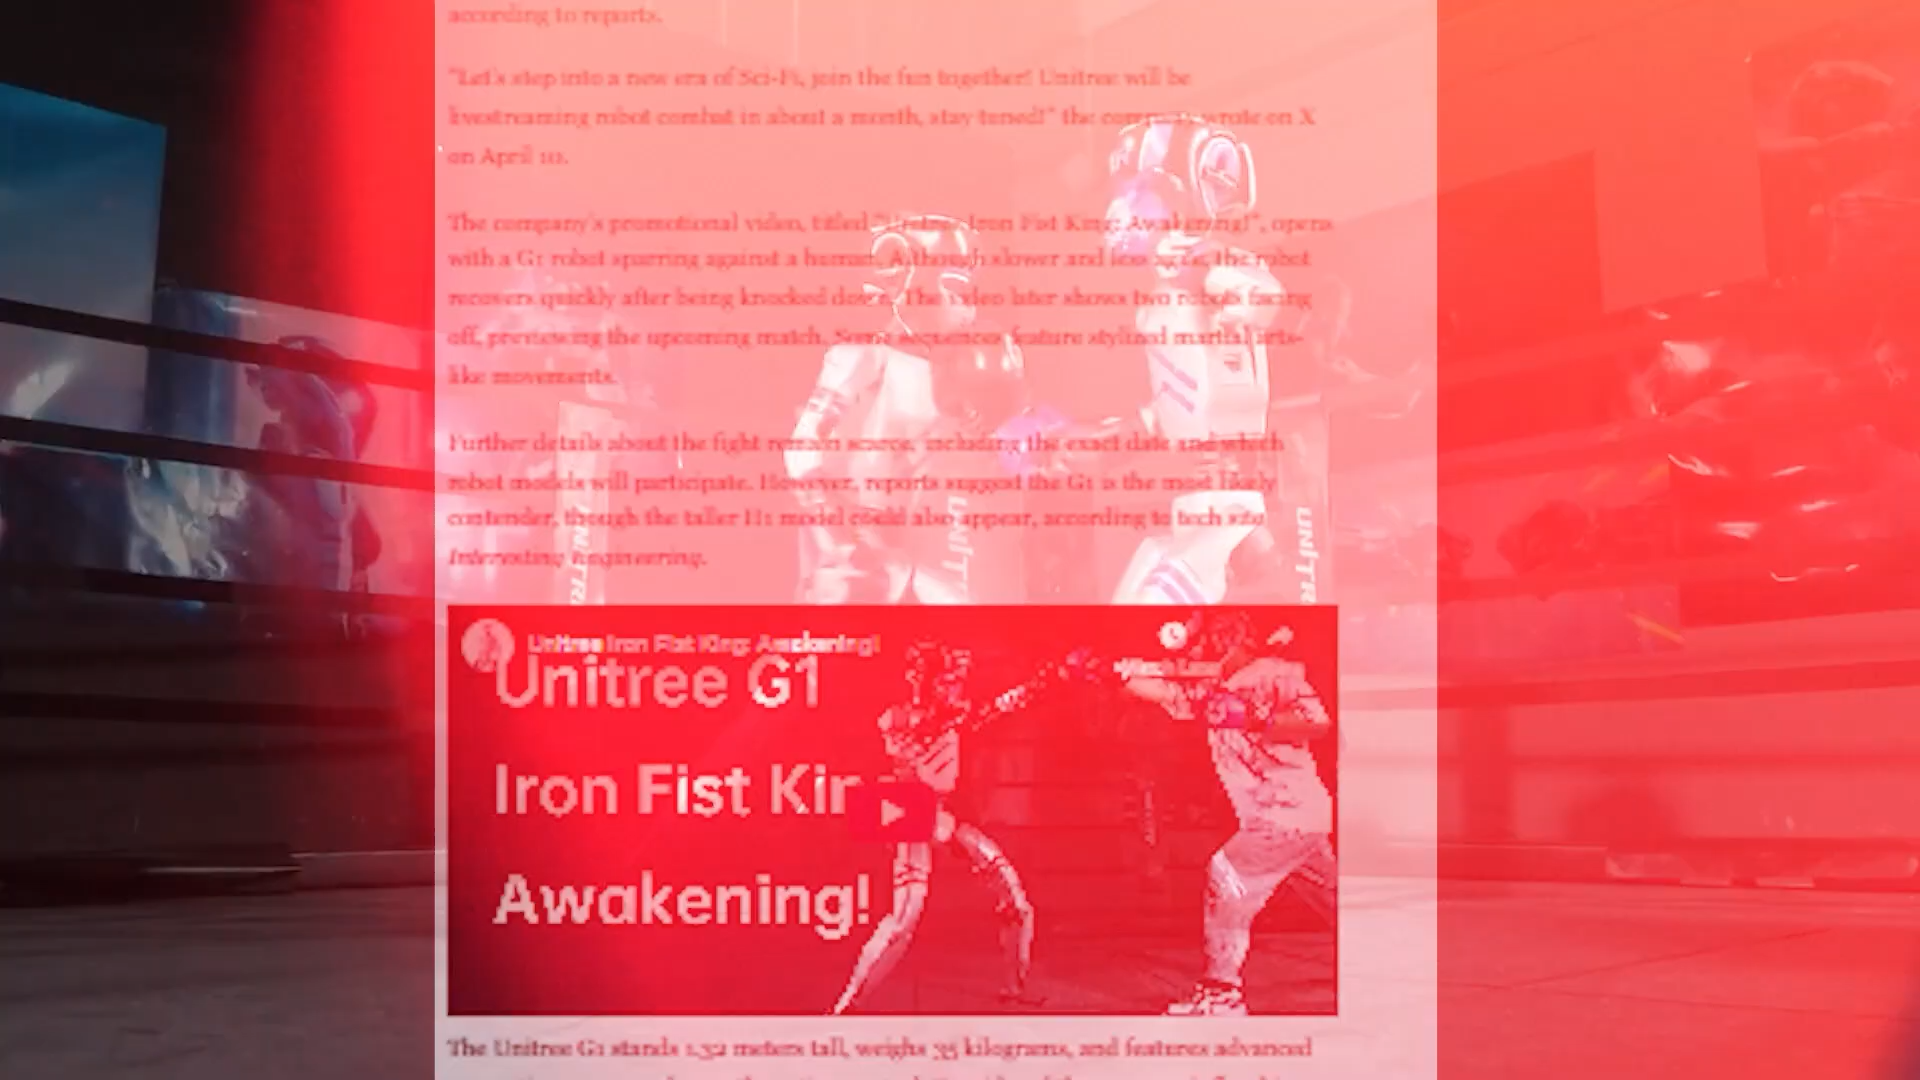 according to reports.
"Let's step into a new era of Sci-Fi, join the fun together! Unitree will be
livestreaming robot combat in about a month, stay tuned!" the company wrote on X
on April 10.
The company's promotional video, titled "Unitree Iron Fist King: Awakening!", opens
with a G1 robot sparring against a human. Although slower and less agile, the robot
recovers quickly after being knocked down. The video later shows two robots facing
off, previewing the upcoming match. Some sequences feature stylized martial arts-
like movements.
Further details about the fight remain scarce, including the exact date and which
robot models will participate. However, reports suggest the G1 is the most likely
contender, though the taller H1 model could also appear, according to tech site
Interesting Engineering.
UNITR
UNITR
UNITR
Unitree Iron Fist King: Awakening!
Watch Later
Unitree G1
Iron Fist Kin
Awakening!
The Unitree G1 stands 1.32 meters tall, weighs 35 kilograms, and features advanced